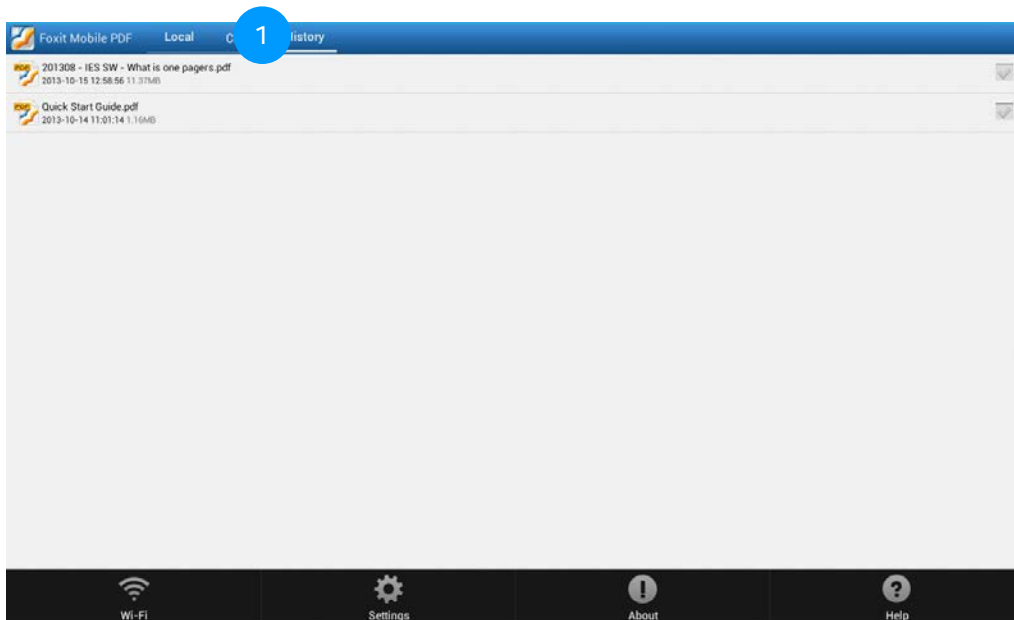 Foxit Mobile PDF Local C 1 listory
201308 - IES SW - What is one pagers.pdf
2013-10-15 12:58:56 11.37MB
Quick Start Guide.pdf
2013-10-14 11:01:14 1.16MB
Wi-Fi Settings About Help